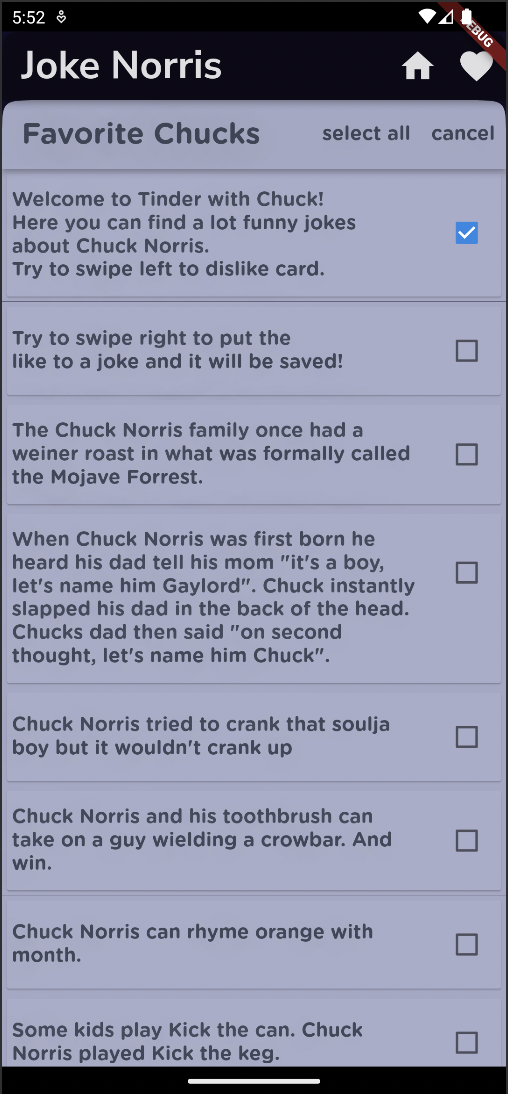 5:52
Joke Norris
Favorite Chucks select all cancel
Welcome to Tinder with Chuck!
Here you can find a lot funny jokes
about Chuck Norris.
Try to swipe left to dislike card.
Try to swipe right to put the
like to a joke and it will be saved!
The Chuck Norris family once had a
weiner roast in what was formally called
the Mojave Forrest.
When Chuck Norris was first born he
heard his dad tell his mom "it's a boy,
let's name him Gaylord". Chuck instantly
slapped his dad in the back of the head.
Chucks dad then said "on second
thought, let's name him Chuck".
Chuck Norris tried to crank that soulja
boy but it wouldn't crank up
Chuck Norris and his toothbrush can
take on a guy wielding a crowbar. And
win.
Chuck Norris can rhyme orange with
month.
Some kids play Kick the can. Chuck
Norris played Kick the keg.